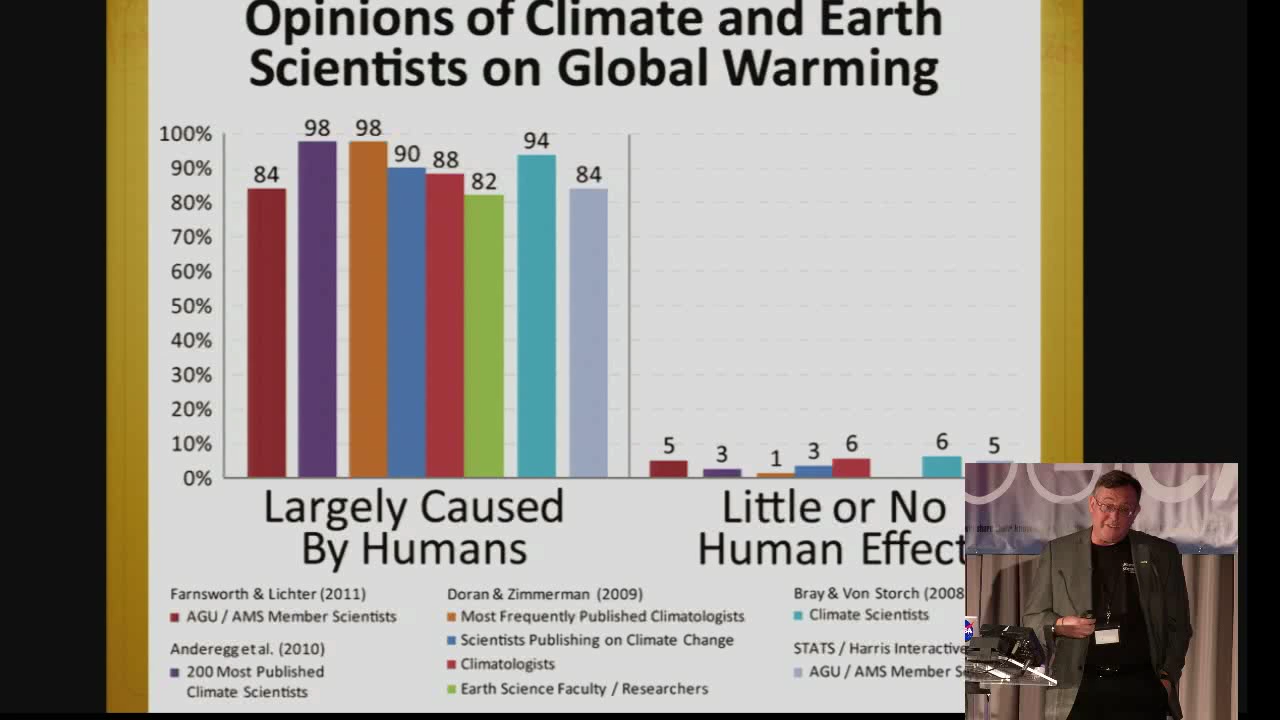 Opinions of Climate and Earth
Scientists on Global Warming
100%
90%
80%
70%
60%
50%
40%
30%
20%
10%
0%
84
98
98
90
88
82
94
84
5
3
1
3
6
6
5
Largely Caused
By Humans
Little or No
Human Effect
Farnsworth & Lichter (2011)
AGU / AMS Member Scientists
Anderegg et al. (2010)
200 Most Published
Climate Scientists
Doran & Zimmerman (2009)
Most Frequently Published Climatologists
Scientists Publishing on Climate Change
Climatologists
Earth Science Faculty / Researchers
Bray & Von Storch (2008
Climate Scientists
STATS / Harris Interactive
AGU / AMS Member